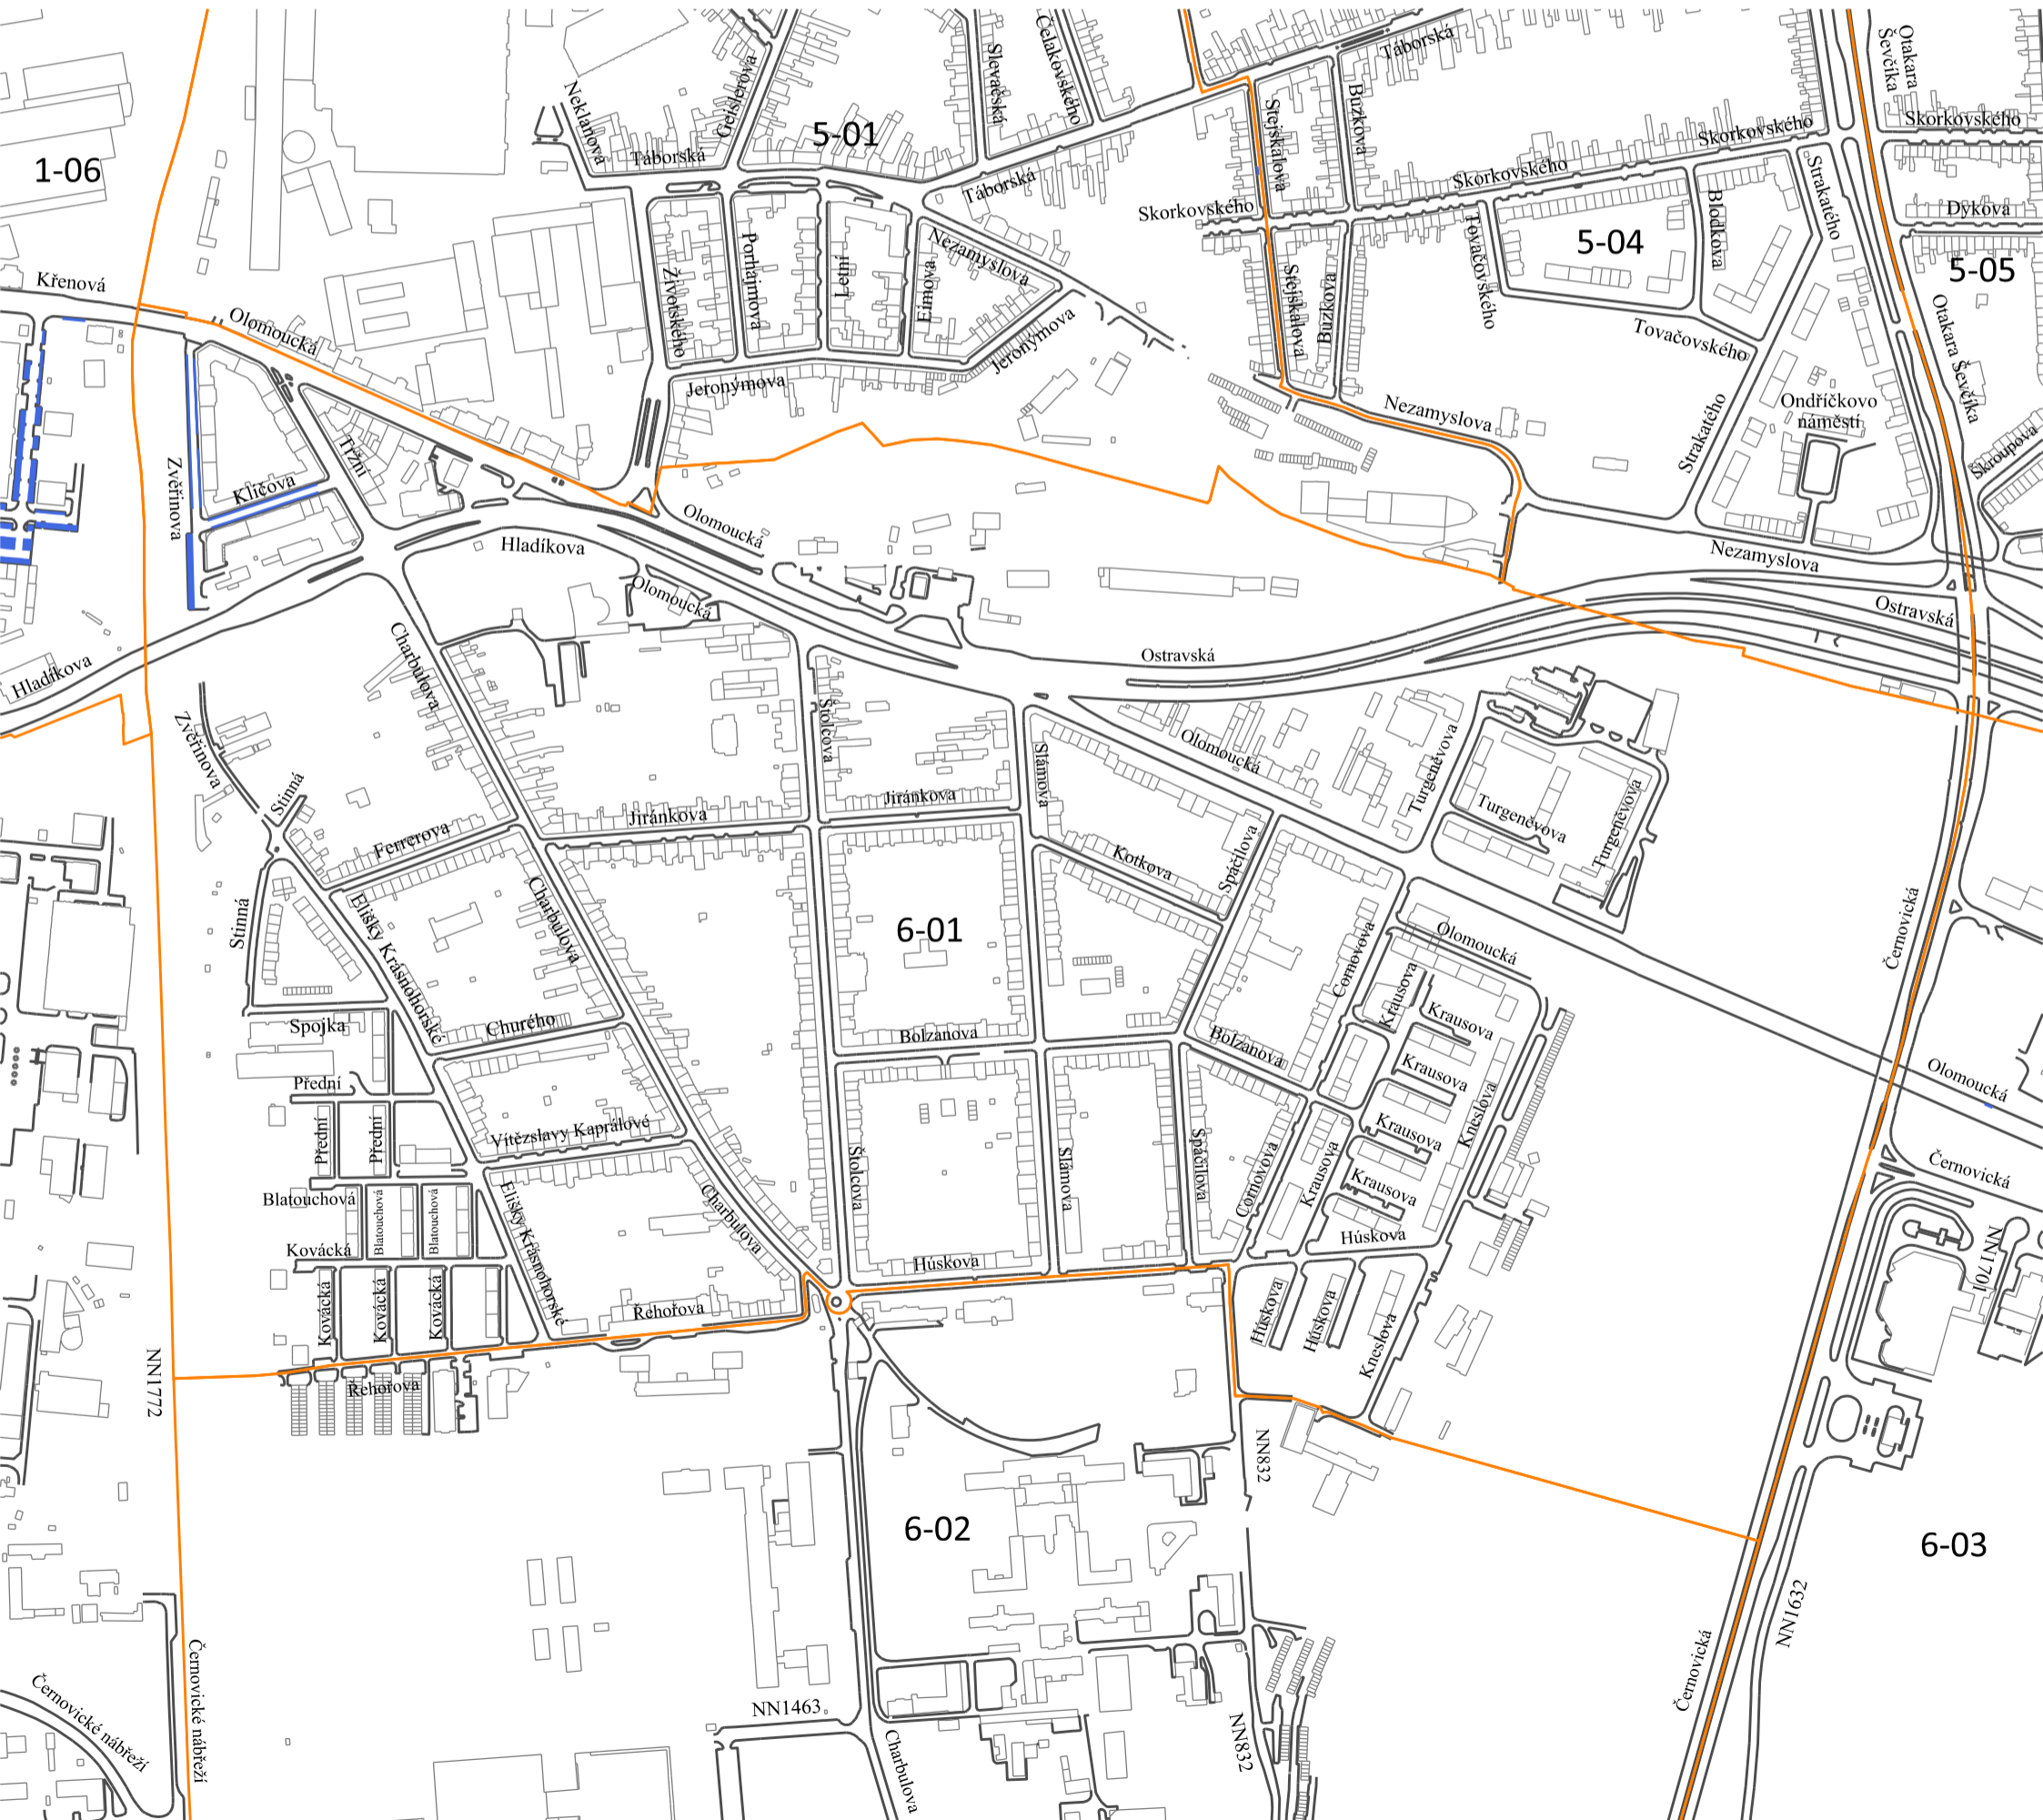 Otakara
Ševčíka
Čelakovského
Slevačská
Táborská
Geislerova
Neklanova
Stejskalova
Buzkova
Skorkovského
Skorkovského
5-01
1-06
Táborská
Skorkovského
Táborská
Strakatého
Dykova
Skorkovského
Blodkova
5-04
Tovačovského
5-05
Nezamyslova
Porhajmova
Letní
Eimova
Životského
Křenová
Olomoucká
Stejskalova
Buzkova
Jeronýmova
Tovačovského
Otakara Ševčíka
Jeronýmova
Ondříčkovo
náměstí
Nezamyslova
Strakatého
Škroupova
Tržní
Klíčova
Zvěřinova
Olomoucká
Hladíkova
Nezamyslova
Olomoucká
Ostravská
Ostravská
Hladíkova
Charbulova
Zvěřinova
Štolcova
Slámova
Olomoucká
Turgeněvova
Stinná
Jiránkova
Jiránkova
Turgeněvova
Turgeněvova
Ferrerova
Kotkova
Spáčilova
Stinná
Elišky Krásnohorské
Charbulova
6-01
Cornovova
Olomoucká
Černovická
Krausova
Krausova
Spojka
Churého
Bolzanova
Bolzanova
Krausova
Olomoucká
Přední
Přední
Přední
Vítězslavy Kaprálové
Krausova
Kneslova
Krausova
Krausova
Černovická
Štolcova
Slámova
Spáčilova
Cornovova
Blatouchová
Blatouchová
Blatouchová
Elišky Krásnohorské
Charbulova
Kovácká
Húskova
Húskova
NN1701
Kovácká
Kovácká
Kovácká
Řehořova
Húskova
Húskova
Kneslova
Řehořova
NN1772
NN832
6-02
6-03
NN1632
Černovická
Černovické nábřeží
Černovické nábřeží
NN1463
Charbulova
NN832